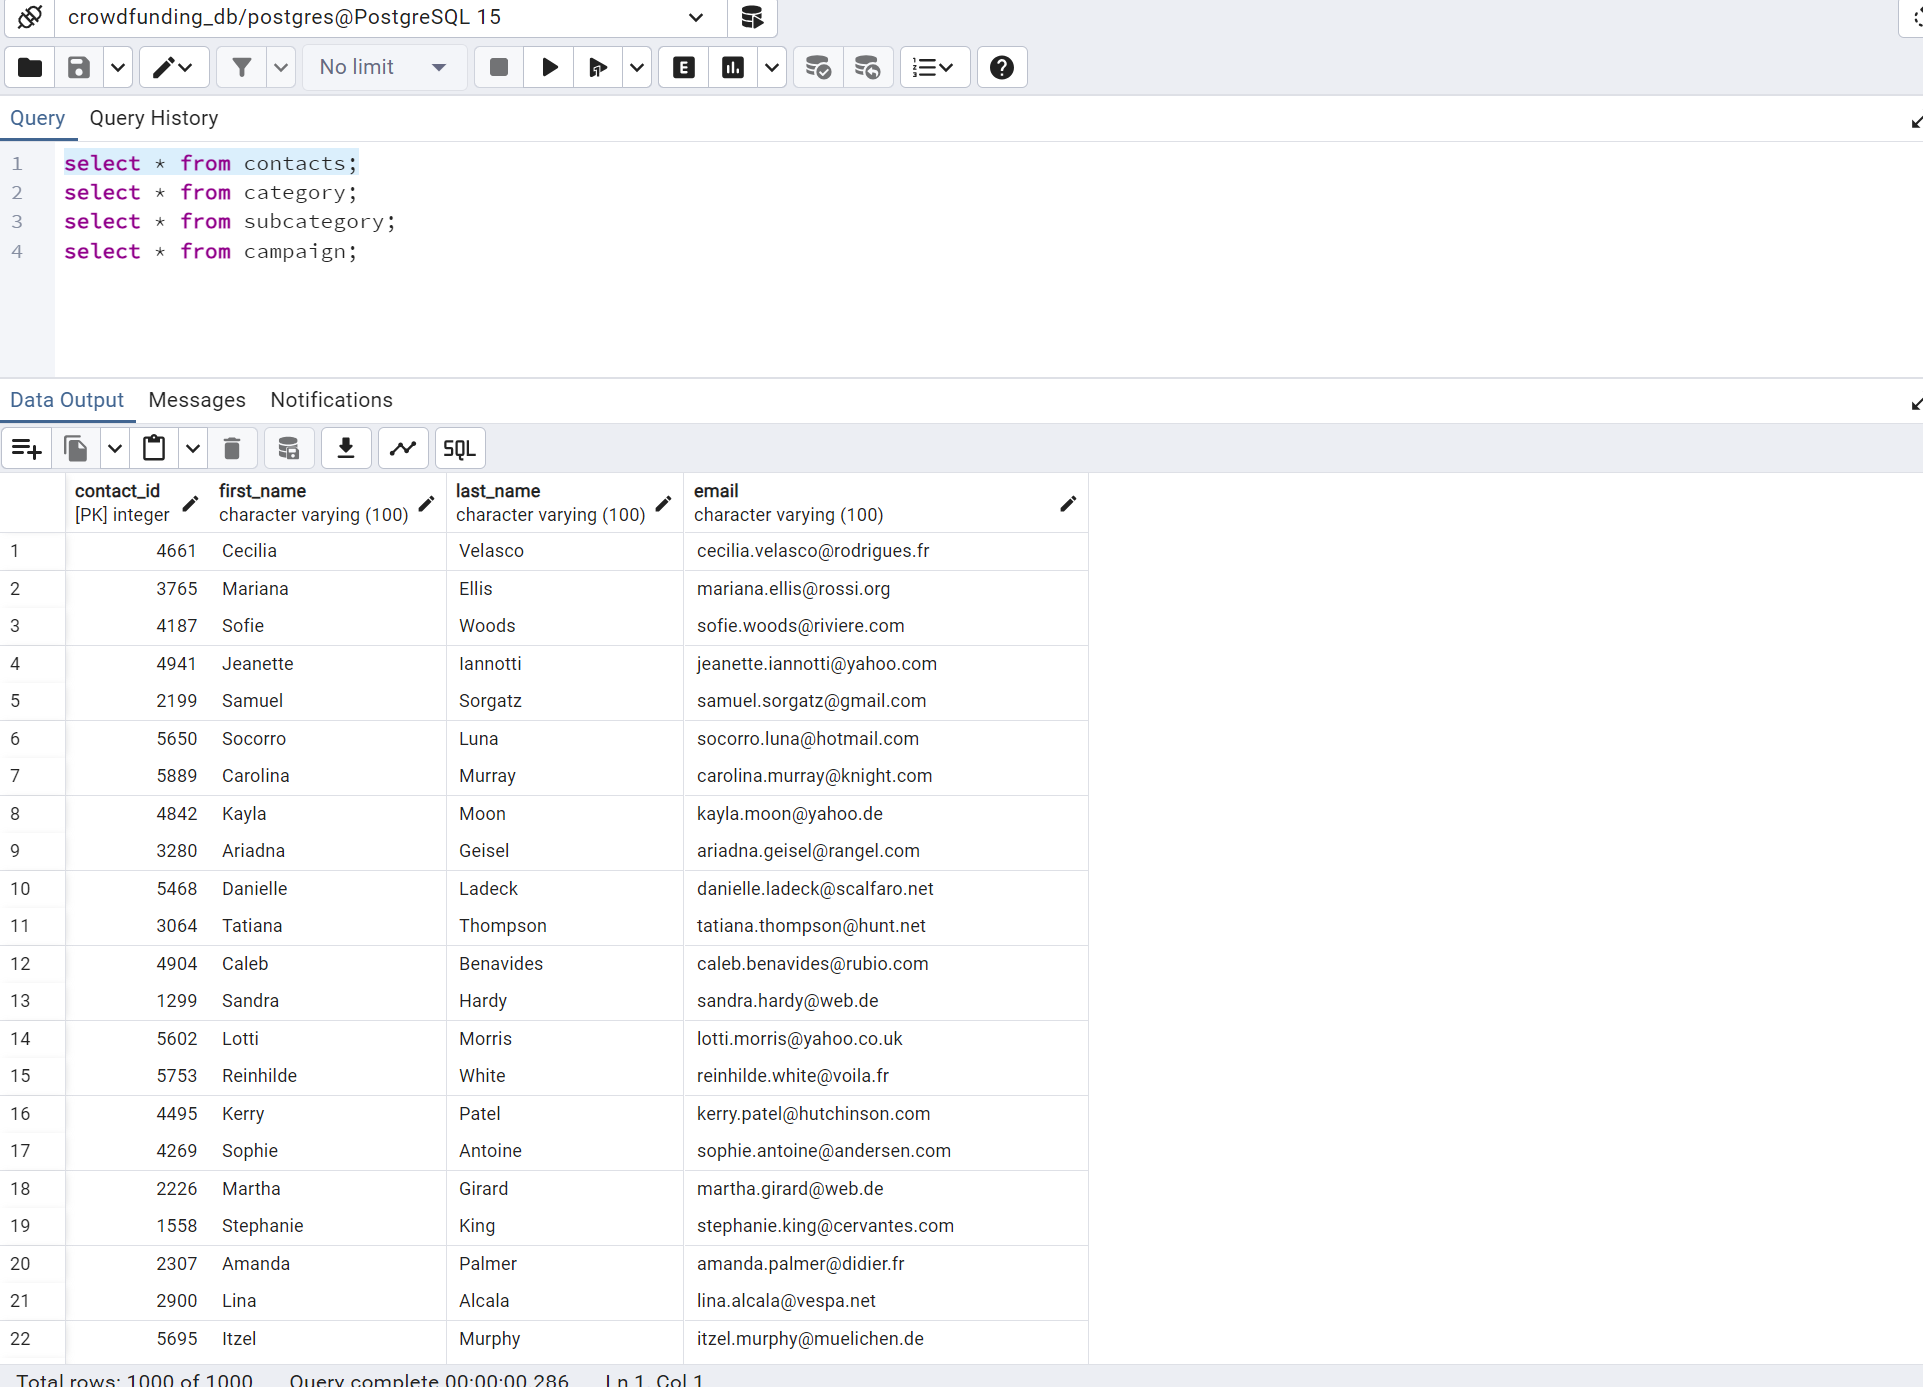 crowdfunding_db/postgres@PostgreSQL 15
No limit
E
Query Query History
1 select * from contacts;
2 select * from category;
3 select * from subcategory;
4 select * from campaign;
Data Output Messages Notifications
SQL
contact_id first_name last_name email
[PK] integer character varying (100) character varying (100) character varying (100)
1 4661 Cecilia Velasco cecilia.velasco@rodrigues.fr
2 3765 Mariana Ellis mariana.ellis@rossi.org
3 4187 Sofie Woods sofie.woods@riviere.com
4 4941 Jeanette Iannotti jeanette.iannotti@yahoo.com
5 2199 Samuel Sorgatz samuel.sorgatz@gmail.com
6 5650 Socorro Luna socorro.luna@hotmail.com
7 5889 Carolina Murray carolina.murray@knight.com
8 4842 Kayla Moon kayla.moon@yahoo.de
9 3280 Ariadna Geisel ariadna.geisel@rangel.com
10 5468 Danielle Ladeck danielle.ladeck@scalfaro.net
11 3064 Tatiana Thompson tatiana.thompson@hunt.net
12 4904 Caleb Benavides caleb.benavides@rubio.com
13 1299 Sandra Hardy sandra.hardy@web.de
14 5602 Lotti Morris lotti.morris@yahoo.co.uk
15 5753 Reinhilde White reinhilde.white@voila.fr
16 4495 Kerry Patel kerry.patel@hutchinson.com
17 4269 Sophie Antoine sophie.antoine@andersen.com
18 2226 Martha Girard martha.girard@web.de
19 1558 Stephanie King stephanie.king@cervantes.com
20 2307 Amanda Palmer amanda.palmer@didier.fr
21 2900 Lina Alcala lina.alcala@vespa.net
22 5695 Itzel Murphy itzel.murphy@muelichen.de
Total rows: 1000 of 1000 Query complete 00:00:00.286 Ln 1, Col 1